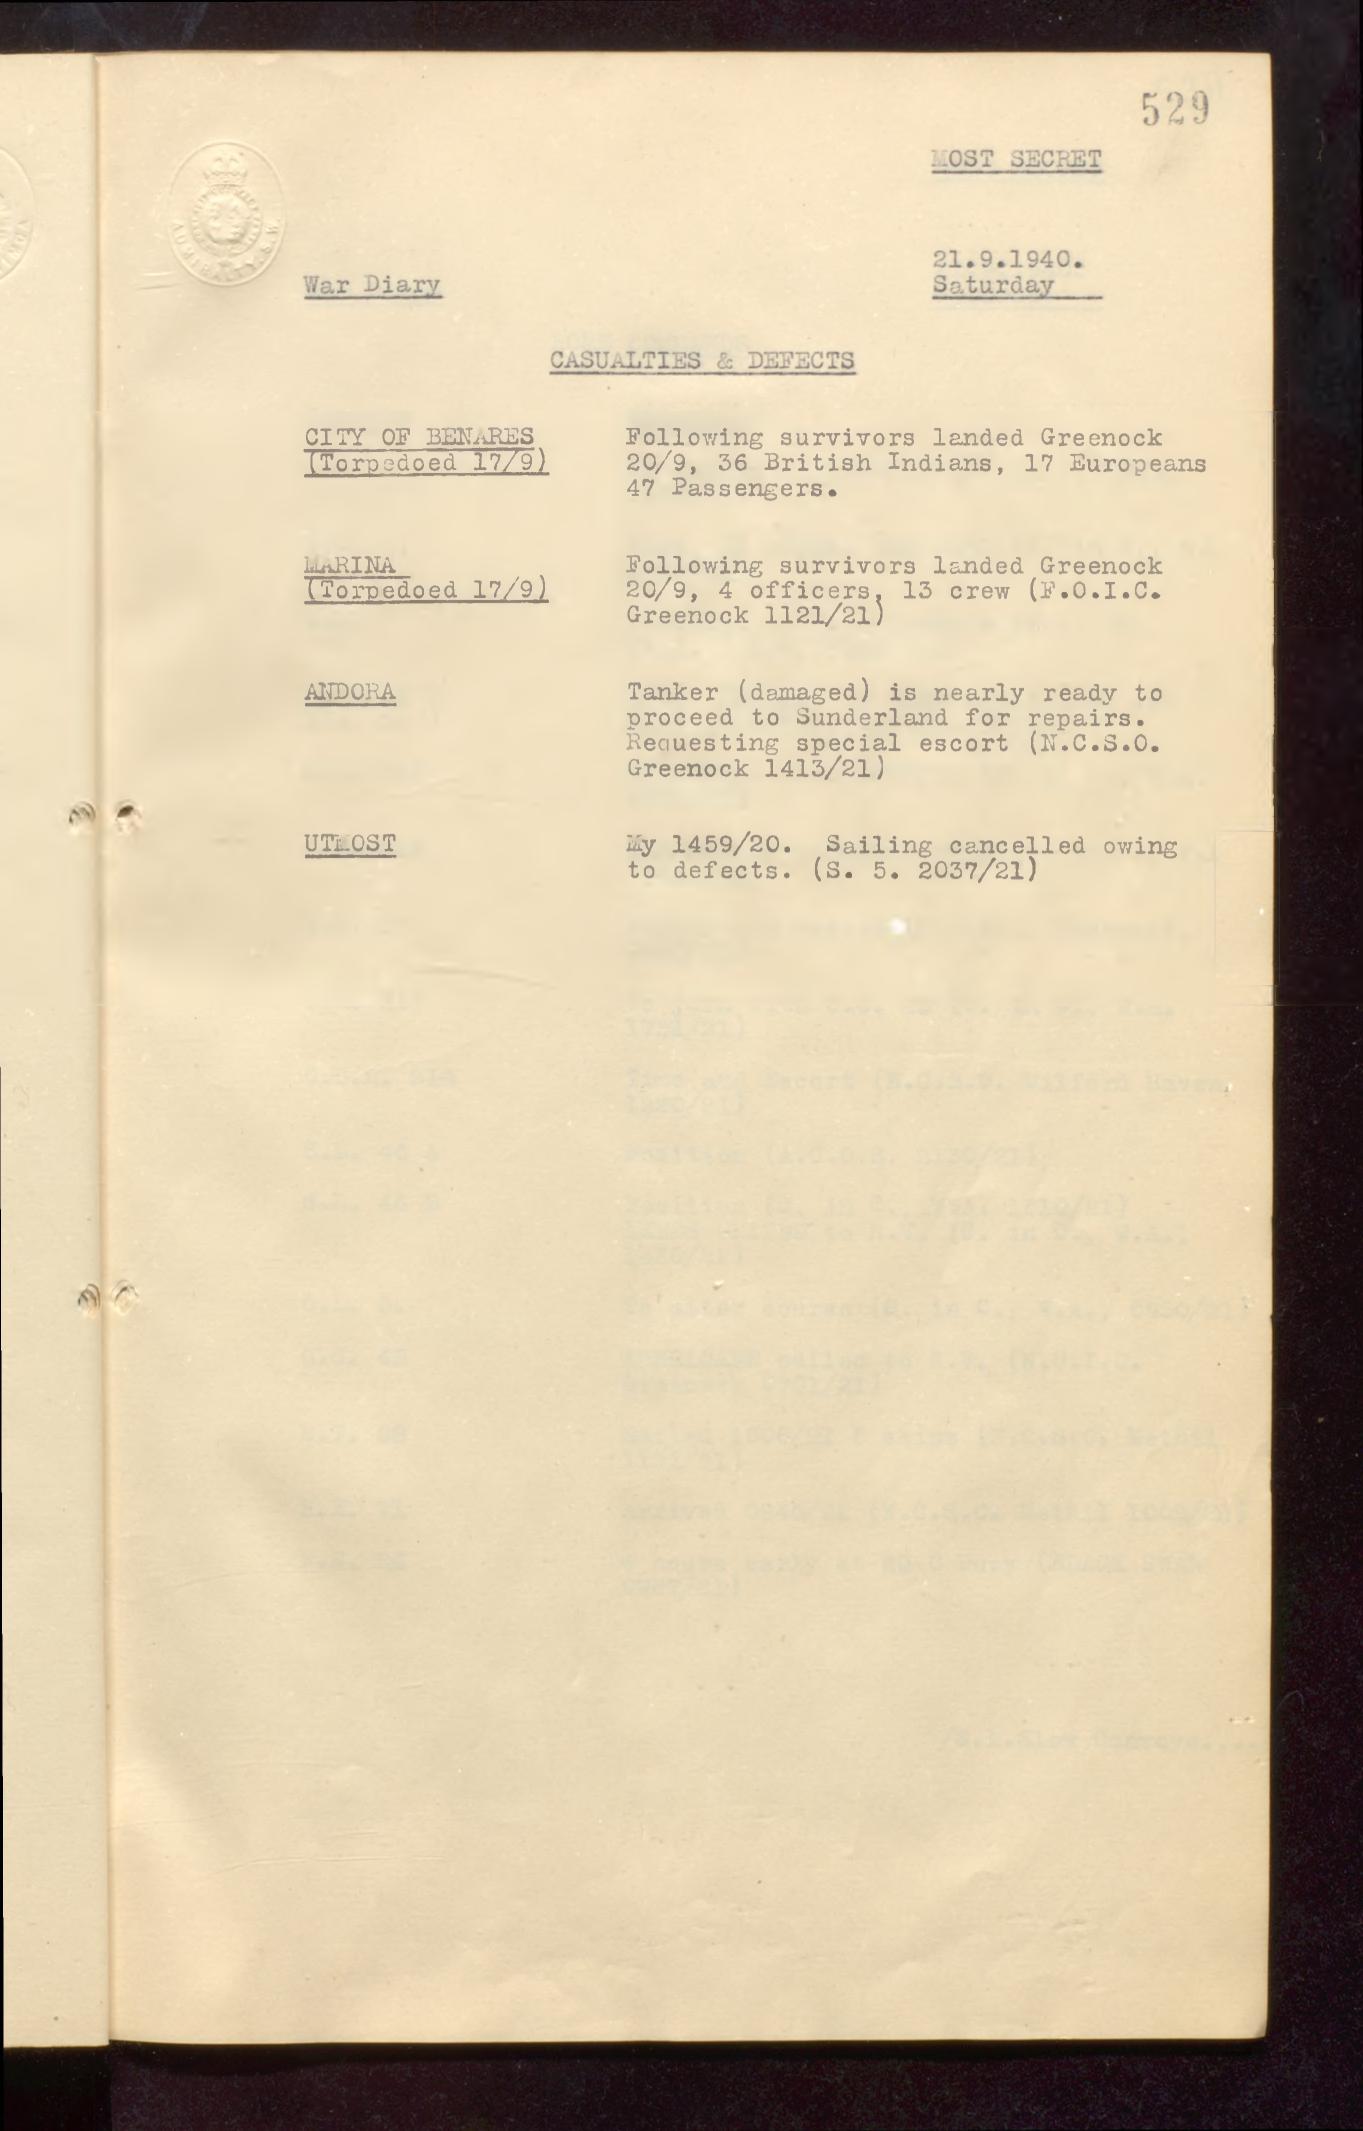 529
MOST SECRET
21.9.1940.
War Diary
Saturday
CASUALTIES & DEFECTS
CITY OF BENARES
(Torpedoed 17/9)
Following survivors landed Greenock
20/9, 36 British Indians, 17 Europeans
47 Passengers.
MARINA
(Torpedoed 17/9)
Following survivors landed Greenock
20/9, 4 officers, 13 crew (F.O.I.C.
Greenock 1121/21)
ANDORA
Tanker (damaged) is nearly ready to
proceed to Sunderland for repairs.
Requesting special escort (N.C.S.O.
Greenock 1413/21)
UTMOST
My 1459/20. Sailing cancelled owing
to defects. (S. 5. 2037/21)
ADMIRALTY. S.W.